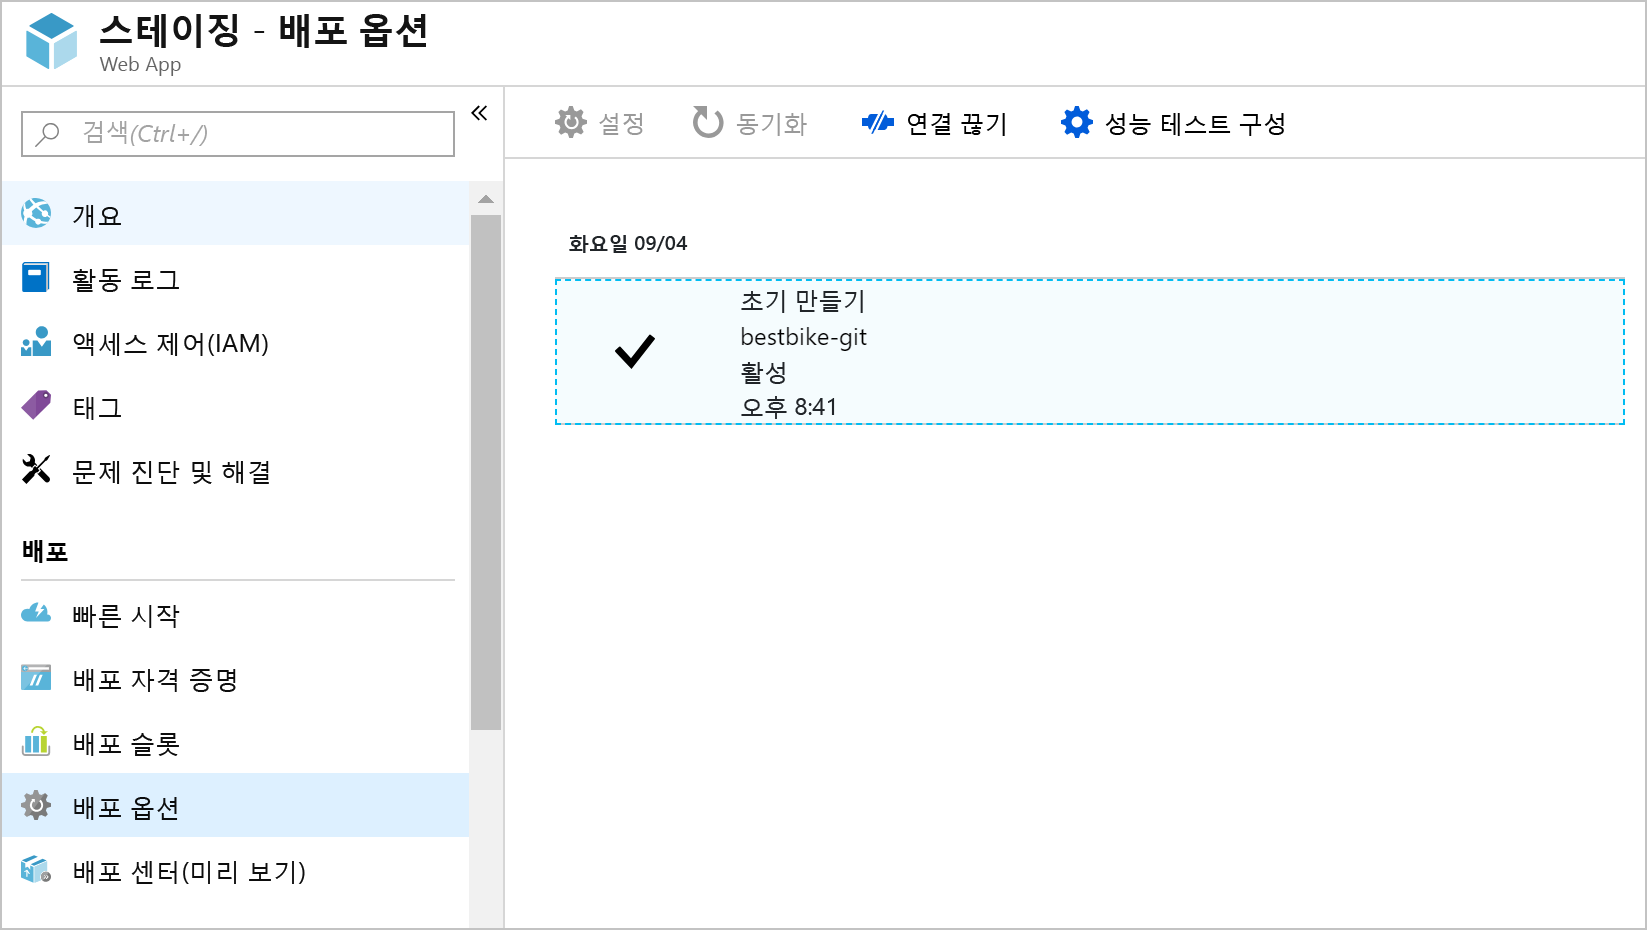 스테이징 - 배포 옵션
Web App
검색(Ctrl+/)
개요
활동 로그
액세스 제어(IAM)
태그
문제 진단 및 해결
배포
빠른 시작
배포 자격 증명
배포 슬롯
배포 옵션
배포 센터(미리 보기)
설정 동기화 연결 끊기 성능 테스트 구성
화요일 09/04
초기 만들기
bestbike-git
활성
오후 8:41